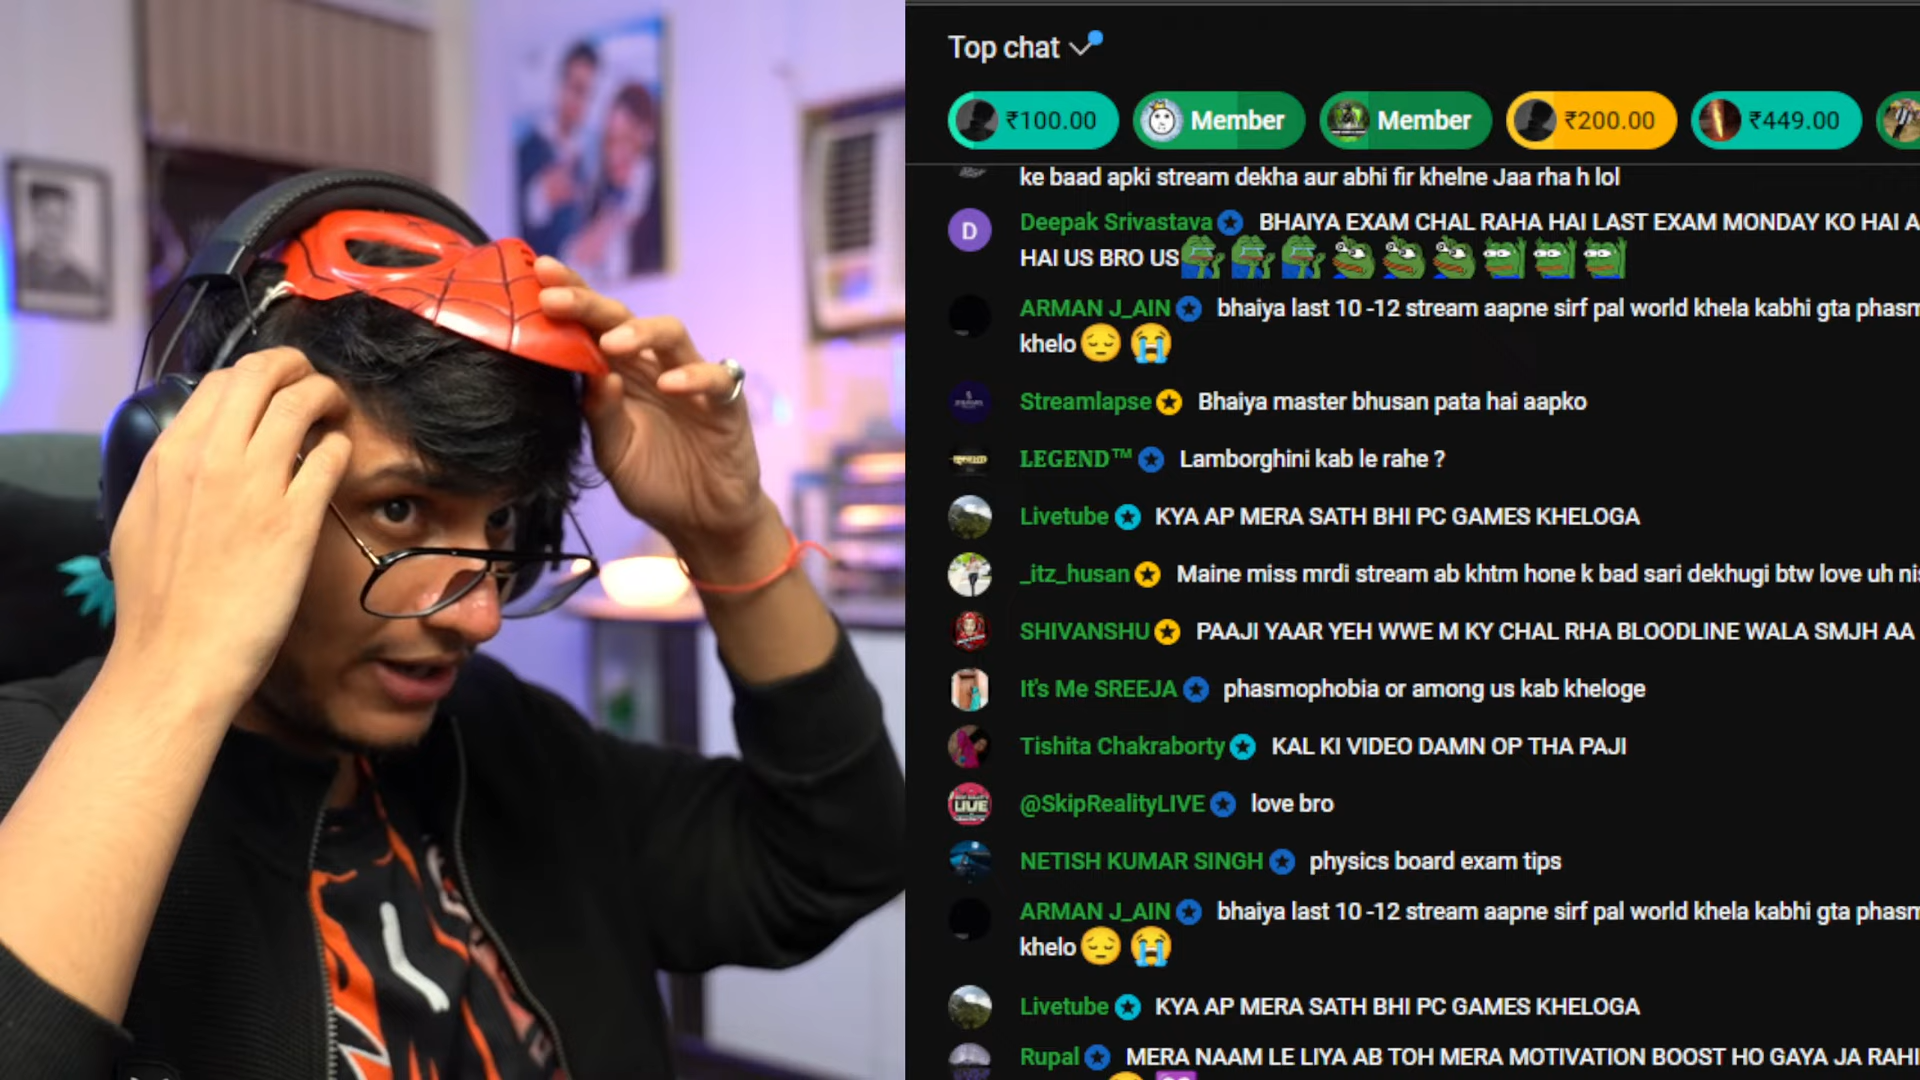 Top chat
₹100.00 Member Member ₹200.00 ₹449.00
ke baad apki stream dekha aur abhi fir khelne Jaa rha h lol
D Deepak Srivastava BHAIYA EXAM CHAL RAHA HAI LAST EXAM MONDAY KO HAI A
HAI US BRO US
ARMAN J_AIN bhaiya last 10 -12 stream aapne sirf pal world khela kabhi gta phasm
khelo 😔 😭
Streamlapse Bhaiya master bhusan pata hai aapko
LEGEND™ Lamborghini kab le rahe ?
Livetube KYA AP MERA SATH BHI PC GAMES KHELOGA
_itz_husan Maine miss mrdi stream ab khtm hone k bad sari dekhugi btw love uh nis
SHIVANSHU PAAJI YAAR YEH WWE M KY CHAL RHA BLOODLINE WALA SMJH AA
It's Me SREEJA phasmophobia or among us kab kheloge
Tishita Chakraborty KAL KI VIDEO DAMN OP THA PAJI
LIVE @SkipRealityLIVE love bro
NETISH KUMAR SINGH physics board exam tips
ARMAN J_AIN bhaiya last 10 -12 stream aapne sirf pal world khela kabhi gta phasm
khelo 😔 😭
Livetube KYA AP MERA SATH BHI PC GAMES KHELOGA
Rupal MERA NAAM LE LIYA AB TOH MERA MOTIVATION BOOST HO GAYA JA RAHI